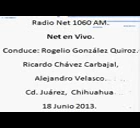 Radio Net 1060 AM.
Net en Vivo.
Conduce: Rogelio González Quiroz.
Ricardo Chávez Carbajal,
Alejandro Velasco.
Cd. Juárez, Chihuahua.
18 Junio 2013.